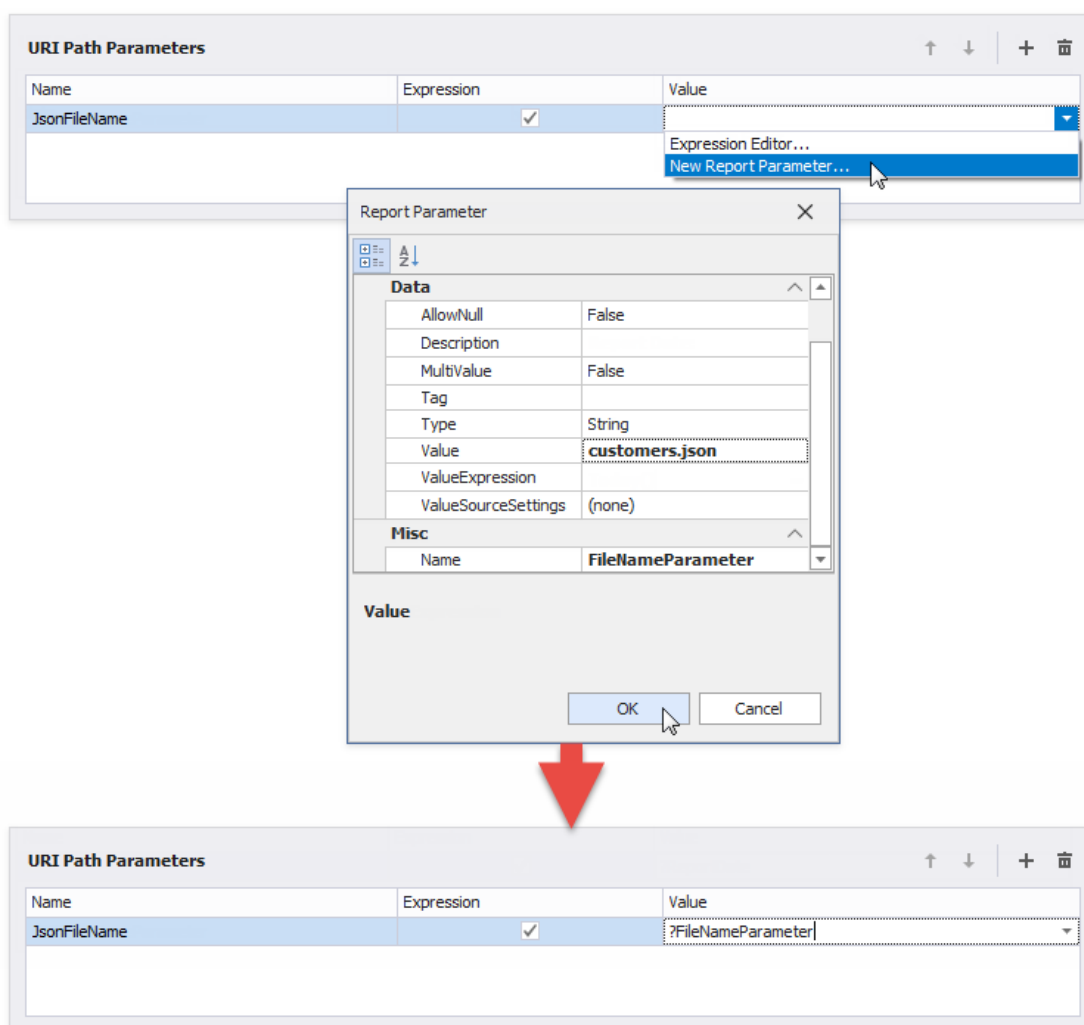 URI Path Parameters
Name Expression Value
JsonFileName
Expression Editor...
New Report Parameter...
Report Parameter
A
Z
Data
AllowNull False
Description
MultiValue False
Tag
Type String
Value customers.json
ValueExpression
ValueSourceSettings (none)
Misc
Name FileNameParameter
Value
OK Cancel
URI Path Parameters
Name Expression Value
JsonFileName ?FileNameParameter